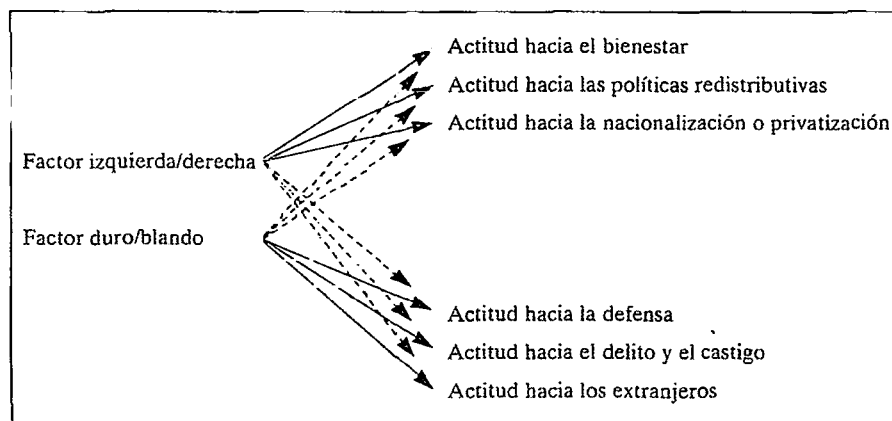 Actitud hacia el bienestar
Actitud hacia las políticas redistributivas
Actitud hacia la nacionalización o privatización
Factor izquierda/derecha
Factor duro/blando
Actitud hacia la defensa
Actitud hacia el delito y el castigo
Actitud hacia los extranjeros